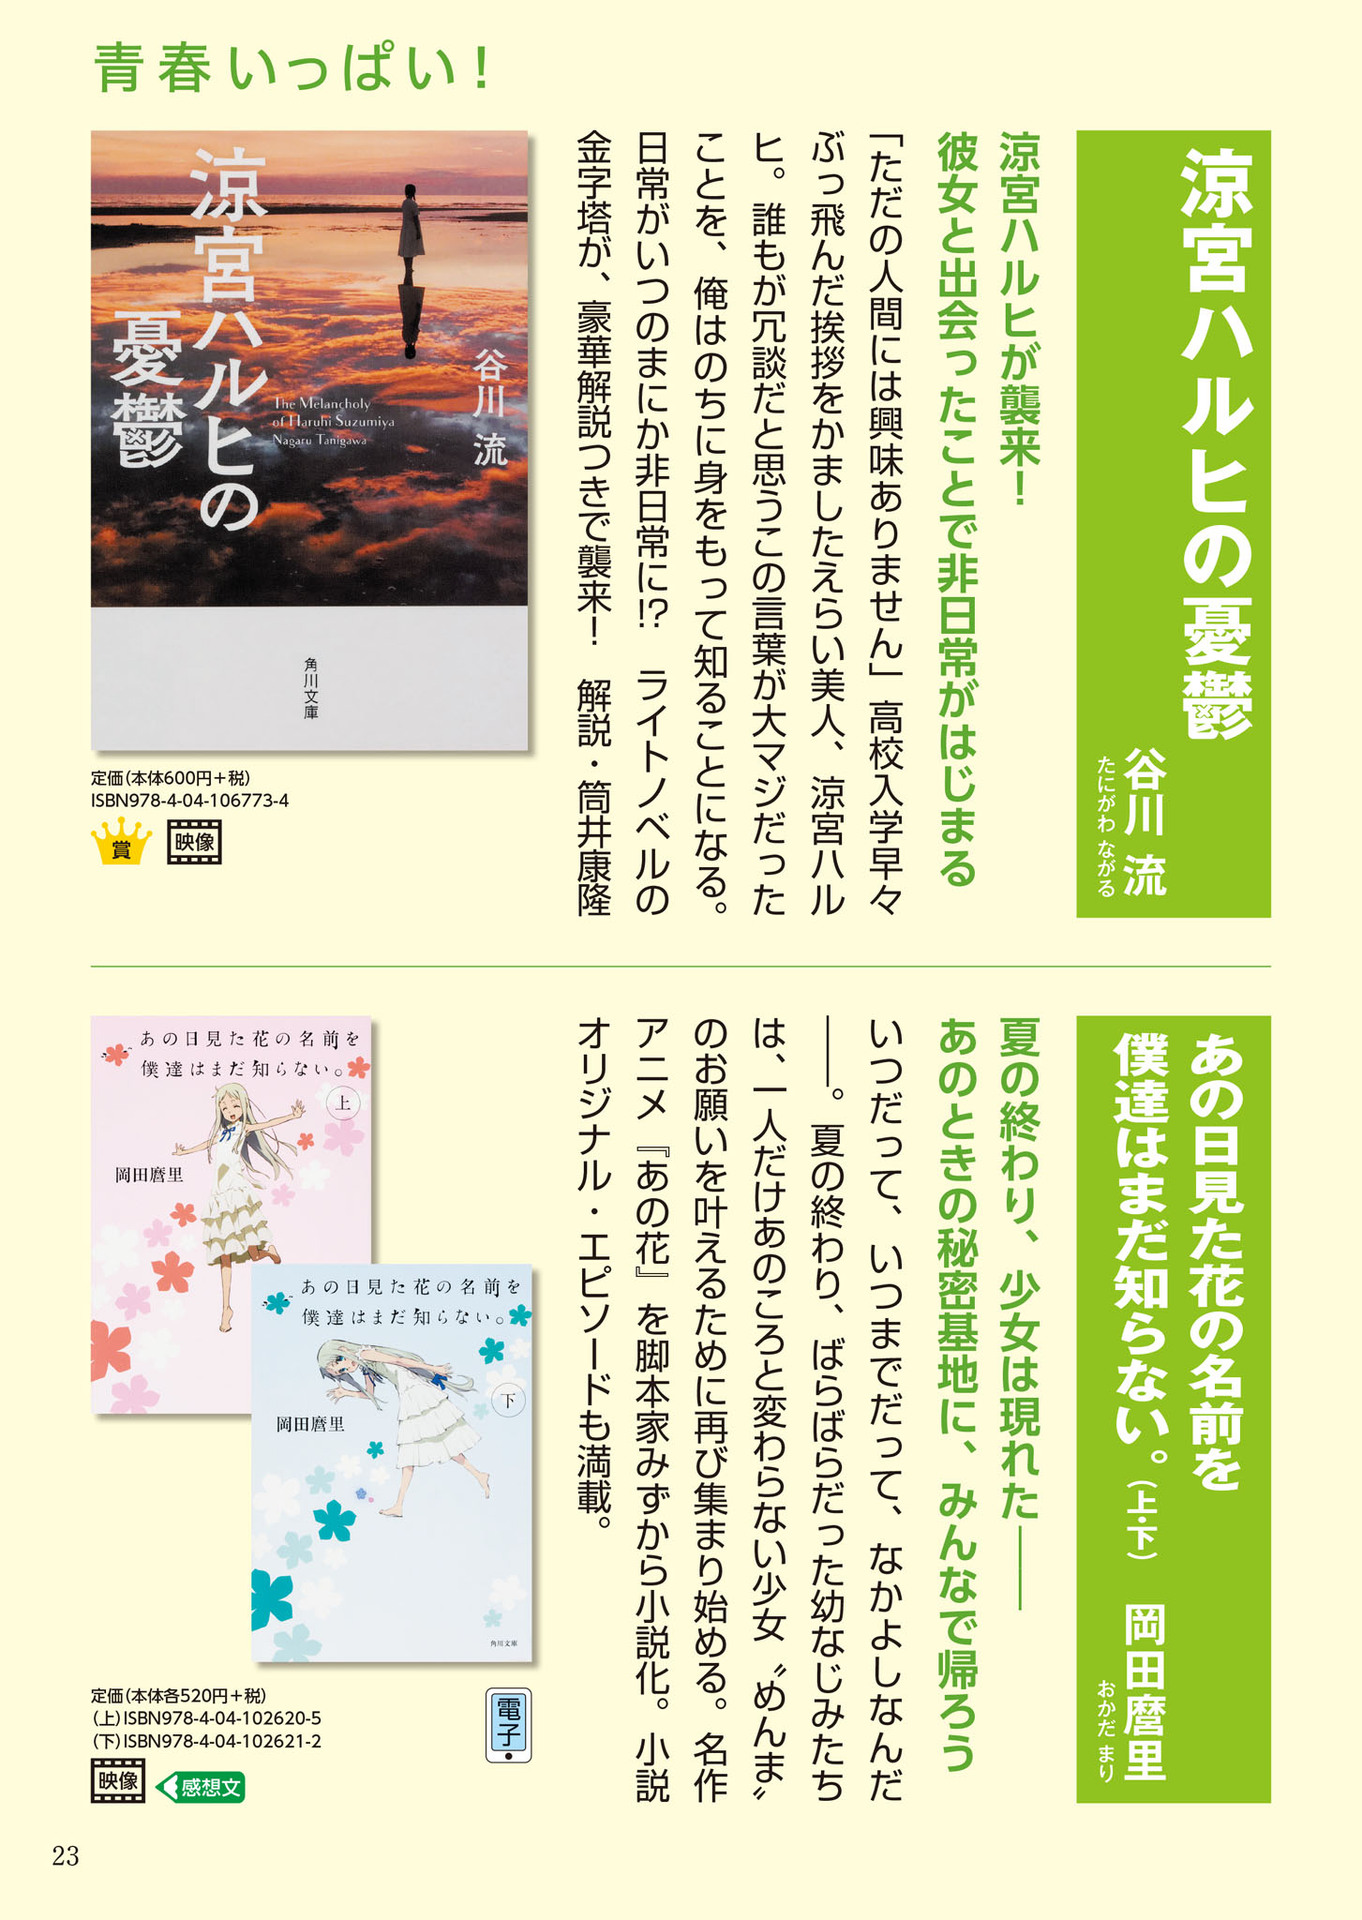 青春いっぱい!
涼宮ハルヒの憂鬱
谷川 流
たにがわ ながる
涼宮ハルヒが襲来!
彼女と出会ったことで非日常がはじまる
「ただの人間には興味ありません」高校入学早々
ぶっ飛んだ挨拶をかましたえらい美人、涼宮ハル
ヒ。誰もが冗談だと思うこの言葉が大マジだった
ことを、俺はのちに身をもって知ることになる。
日常がいつのまにか非日常に!? ライトノベルの
金字塔が、豪華解説つきで襲来! 解説・筒井康隆
涼宮ハルヒの
憂鬱
谷川 流
The Melancholy
of Haruhi Suzumiya
Nagaru Tanigawa
角川文庫
定価(本体600円+税)
ISBN978-4-04-106773-4
賞
映像
あの日見た花の名前を
僕達はまだ知らない。(上・下)
岡田麿里
おかだ まり
夏の終わり、少女は現れた――
あのときの秘密基地に、みんなで帰ろう
いつだって、いつまでだって、なかよしなんだ
――。夏の終わり、ばらばらだった幼なじみたち
は、一人だけあのころと変わらない少女〝めんま〟
のお願いを叶えるために再び集まり始める。名作
アニメ『あの花』を脚本家みずから小説化。小説
オリジナル・エピソードも満載。
あの日見た花の名前を
僕達はまだ知らない。
上
岡田麿里
あの日見た花の名前を
僕達はまだ知らない。
下
岡田麿里
角川文庫
定価(本体各520円+税)
(上)ISBN978-4-04-102620-5
(下)ISBN978-4-04-102621-2
電子
映像
感想文
23